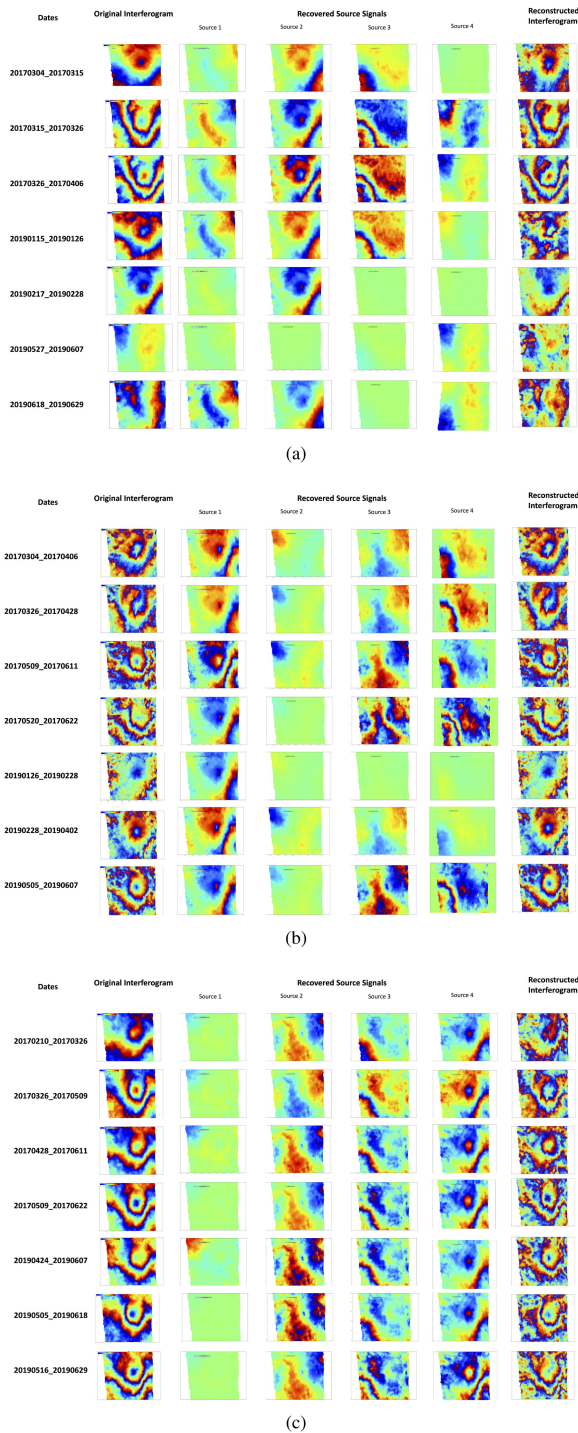 Dates Original Interferogram Recovered Source Signals Reconstructed Interferogram
Source 1 Source 2 Source 3 Source 4
20170304_20170315
20170315_20170326
20170326_20170406
20190115_20190126
20190217_20190228
20190527_20190607
20190618_20190629
(a)
Dates Original Interferogram Recovered Source Signals Reconstructed Interferogram
Source 1 Source 2 Source 3 Source 4
20170304_20170406
20170326_20170428
20170509_20170611
20170520_20170622
20190126_20190228
20190228_20190402
20190505_20190607
(b)
Dates Original Interferogram Recovered Source Signals Reconstructed Interferogram
Source 1 Source 2 Source 3 Source 4
20170210_20170326
20170326_20170509
20170428_20170611
20170509_20170622
20190424_20190607
20190505_20190618
20190516_20190629
(c)